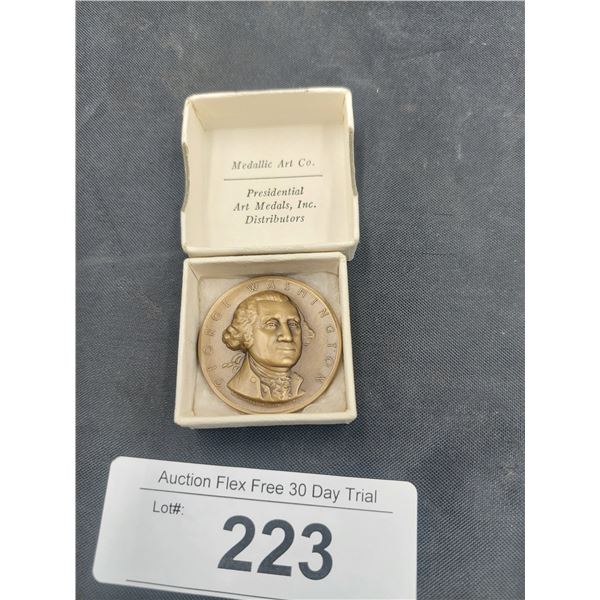 Medallic Art Co.
Presidential
Art Medals, Inc.
Distributors
GEORGE WASHINGTON
Auction Flex Free 30 Day Trial
Lot#:
223